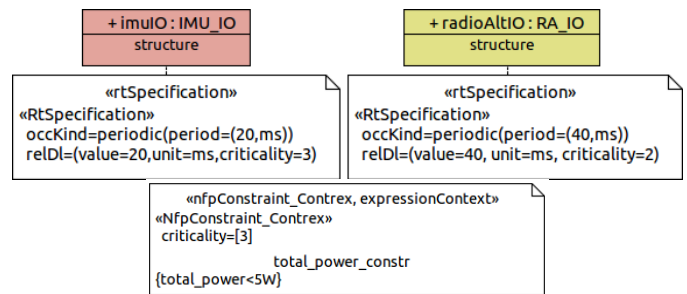 + imuIO : IMU_IO
structure
«rtSpecification»
«RtSpecification»
occKind=periodic(period=(20,ms))
relDl=(value=20,unit=ms,criticality=3)
+ radioAltIO : RA_IO
structure
«rtSpecification»
«RtSpecification»
occKind=periodic(period=(40,ms))
relDl=(value=40, unit=ms, criticality=2)
«nfpConstraint_Contrex, expressionContext»
«NfpConstraint_Contrex»
criticality=[3]
total_power_constr
{total_power<5W}